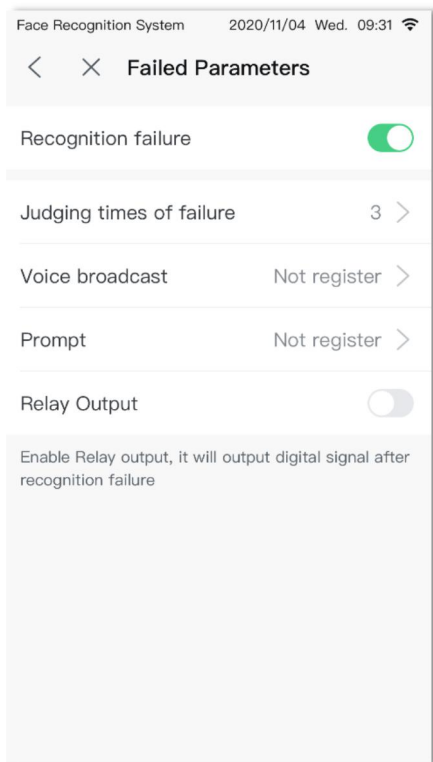 Face Recognition System 2020/11/04 Wed. 09:31
Failed Parameters
Recognition failure
Judging times of failure 3
Voice broadcast Not register
Prompt Not register
Relay Output
Enable Relay output, it will output digital signal after
recognition failure